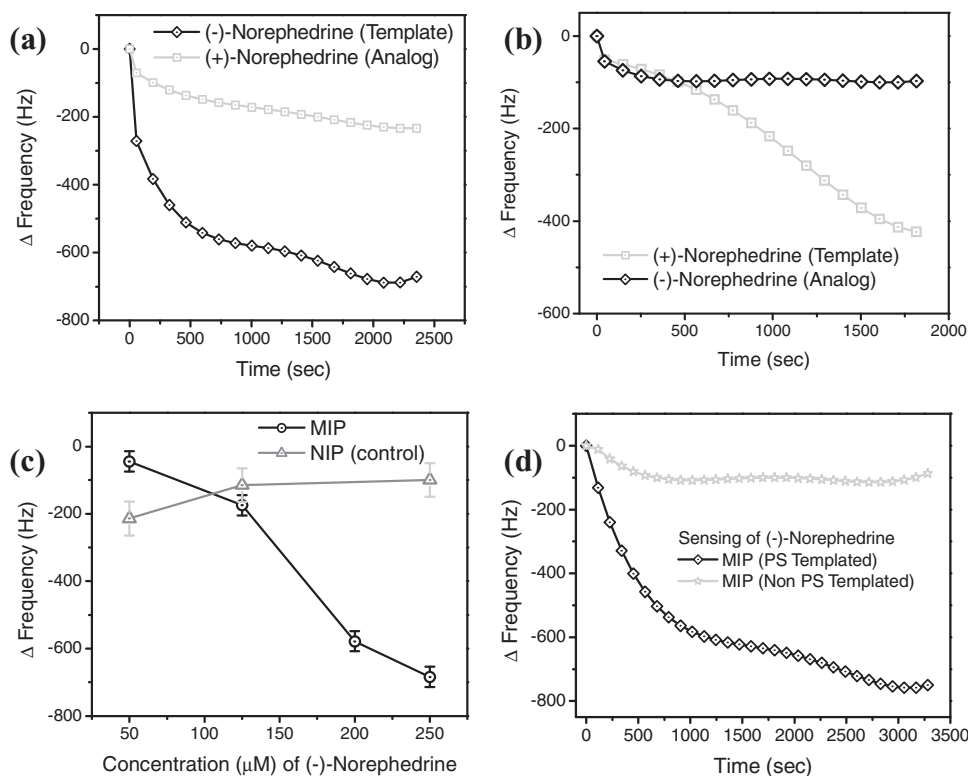 (a)
(-)-Norephedrine (Template)
(+)-Norephedrine (Analog)
0
-200
-400
-600
-800
Δ Frequency (Hz)
0 500 1000 1500 2000 2500
Time (sec)
(b)
0
-200
-400
-600
Δ Frequency (Hz)
(+)-Norephedrine (Template)
(-)-Norephedrine (Analog)
0 500 1000 1500 2000
Time (sec)
(c)
MIP
NIP (control)
0
-200
-400
-600
-800
Δ Frequency (Hz)
50 100 150 200 250
Concentration (μM) of (-)-Norephedrine
(d)
0
-200
-400
-600
-800
Δ Frequency (Hz)
Sensing of (-)-Norephedrine
MIP (PS Templated)
MIP (Non PS Templated)
0 500 1000 1500 2000 2500 3000 3500
Time (sec)